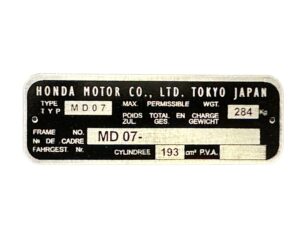 HONDA MOTOR CO., LTD. TOKYO JAPAN
TYPE MD07 MAX. PERMISSIBLE WGT.
TYP POIDS TOTAL EN CHARGE 284 Kg
ZUL. GES. GEWICHT
FRAME NO. MD 07-
№ DE CADRE
FAHRGEST. Nr. CYLINDREE 193 cm³ P.V.A.